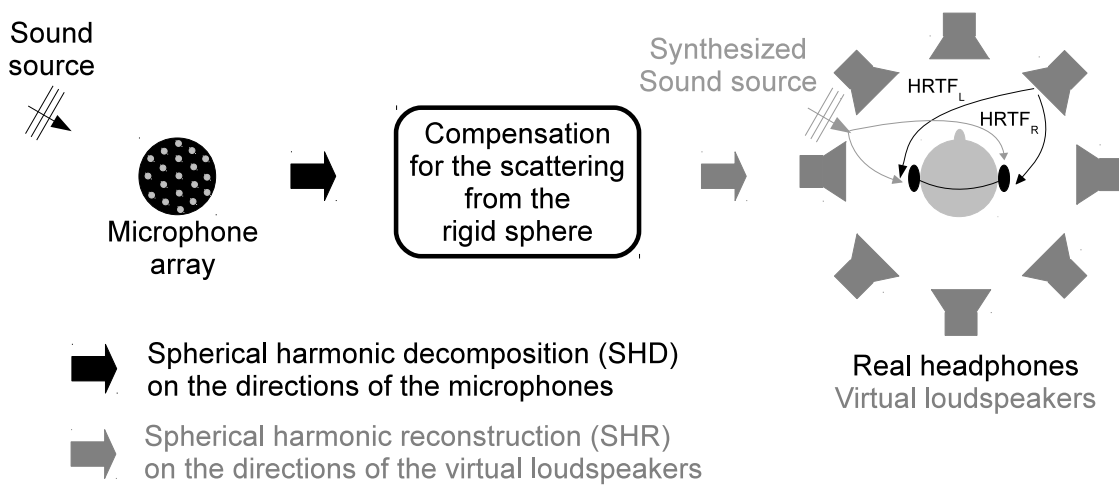 Sound
source
Microphone
array
Compensation
for the scattering
from the
rigid sphere
Synthesized
Sound source
HRTF_L
HRTF_R
Real headphones
Virtual loudspeakers
Spherical harmonic decomposition (SHD)
on the directions of the microphones
Spherical harmonic reconstruction (SHR)
on the directions of the virtual loudspeakers